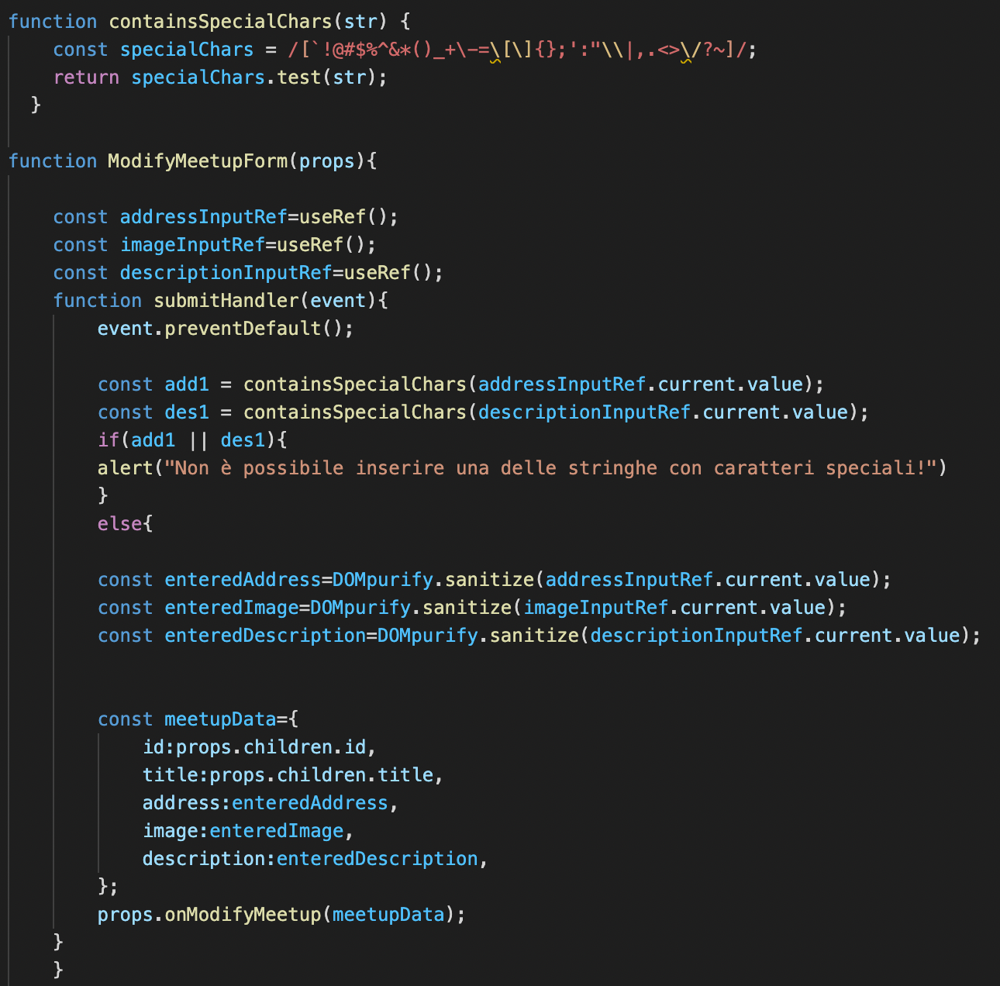 function containsSpecialChars(str) {
    const specialChars = /[`!@#$%^&*()_+\-=\[\]{};':"\\|,.<>\/?~]/;
    return specialChars.test(str);
  }
function ModifyMeetupForm(props){
    const addressInputRef=useRef();
    const imageInputRef=useRef();
    const descriptionInputRef=useRef();
    function submitHandler(event){
        event.preventDefault();
        const add1 = containsSpecialChars(addressInputRef.current.value);
        const des1 = containsSpecialChars(descriptionInputRef.current.value);
        if(add1 || des1){
        alert("Non è possibile inserire una delle stringhe con caratteri speciali!")
        }
        else{
        const enteredAddress=DOMpurify.sanitize(addressInputRef.current.value);
        const enteredImage=DOMpurify.sanitize(imageInputRef.current.value);
        const enteredDescription=DOMpurify.sanitize(descriptionInputRef.current.value);
        const meetupData={
            id:props.children.id,
            title:props.children.title,
            address:enteredAddress,
            image:enteredImage,
            description:enteredDescription,
        };
        props.onModifyMeetup(meetupData);
    }
    }